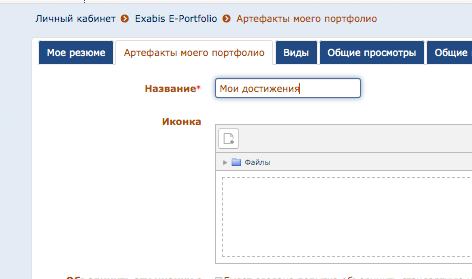 Личный кабинет Exabis E-Portfolio Артефакты моего портфолио
Мое резюме Артефакты моего портфолио Виды Общие просмотры Общие
Название*
Мои достижения
Иконка
Файлы